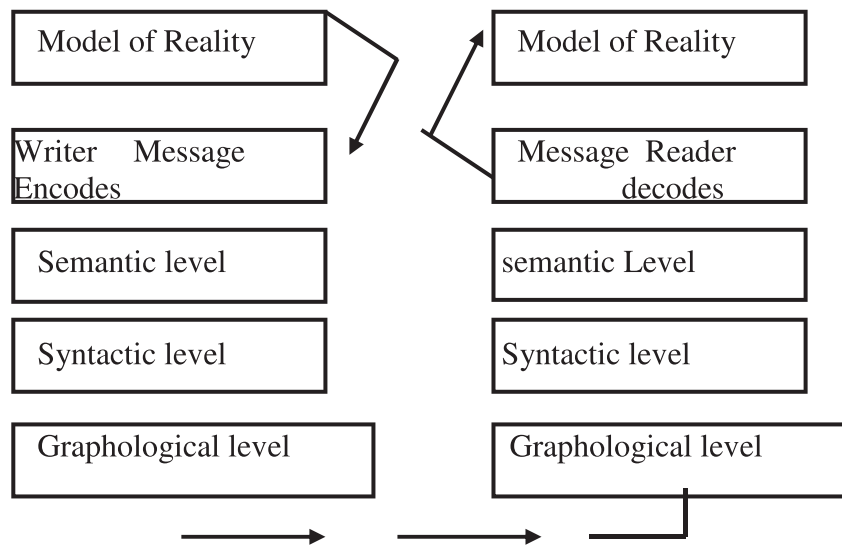 Model of Reality
Writer Message
Encodes
Semantic level
Syntactic level
Graphological level
Model of Reality
Message Reader
decodes
semantic Level
Syntactic level
Graphological level